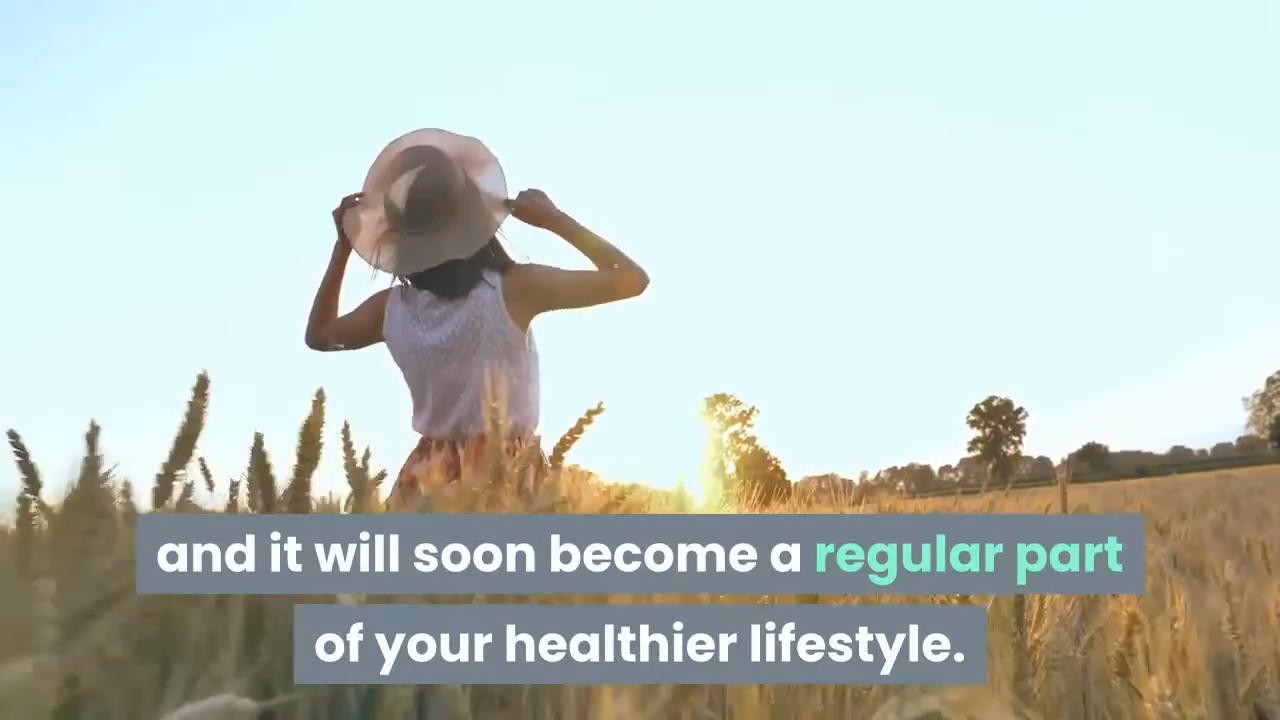 and it will soon become a regular part
of your healthier lifestyle.